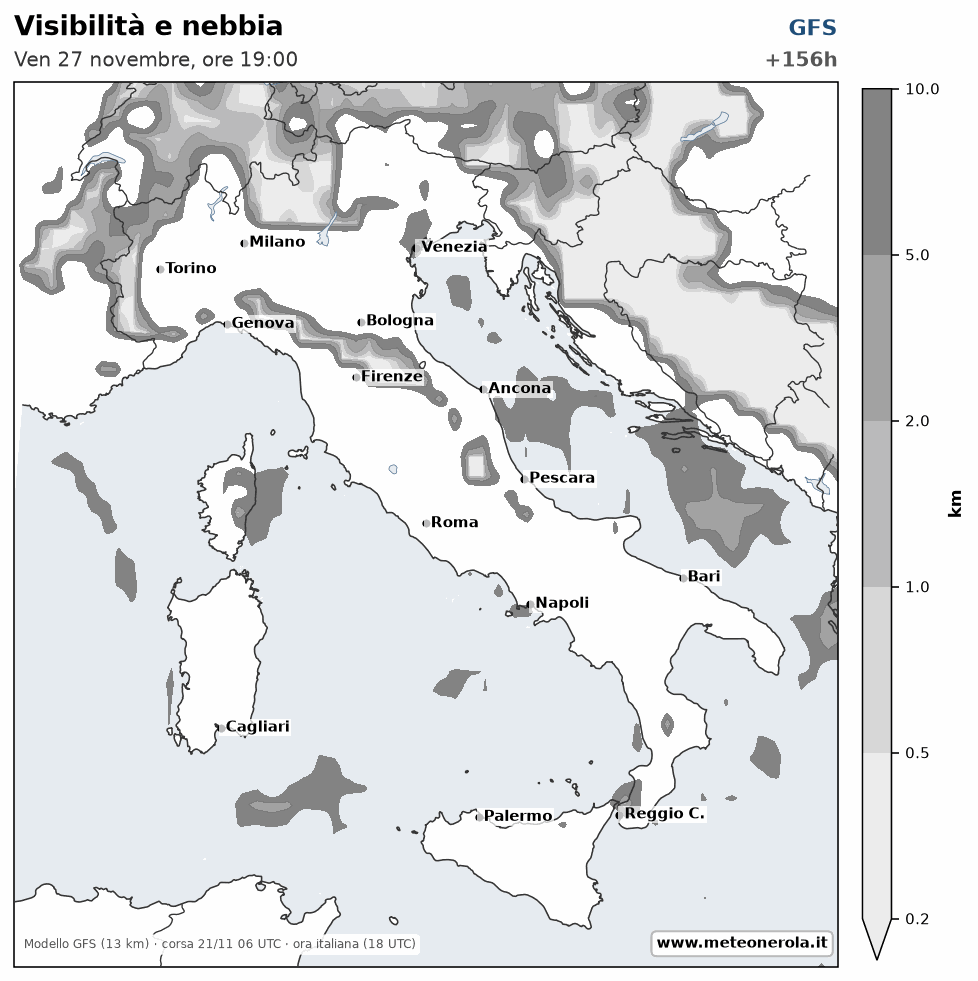 Visibilità e nebbia
GFS
Ven 27 novembre, ore 19:00
+156h
10.0
5.0
2.0
1.0
0.5
0.2
km
Milano
Venezia
Torino
Genova
Bologna
Firenze
Ancona
Pescara
Roma
Bari
Napoli
Cagliari
Palermo
Reggio C.
Modello GFS (13 km) · corsa 21/11 06 UTC · ora italiana (18 UTC)
www.meteonerola.it